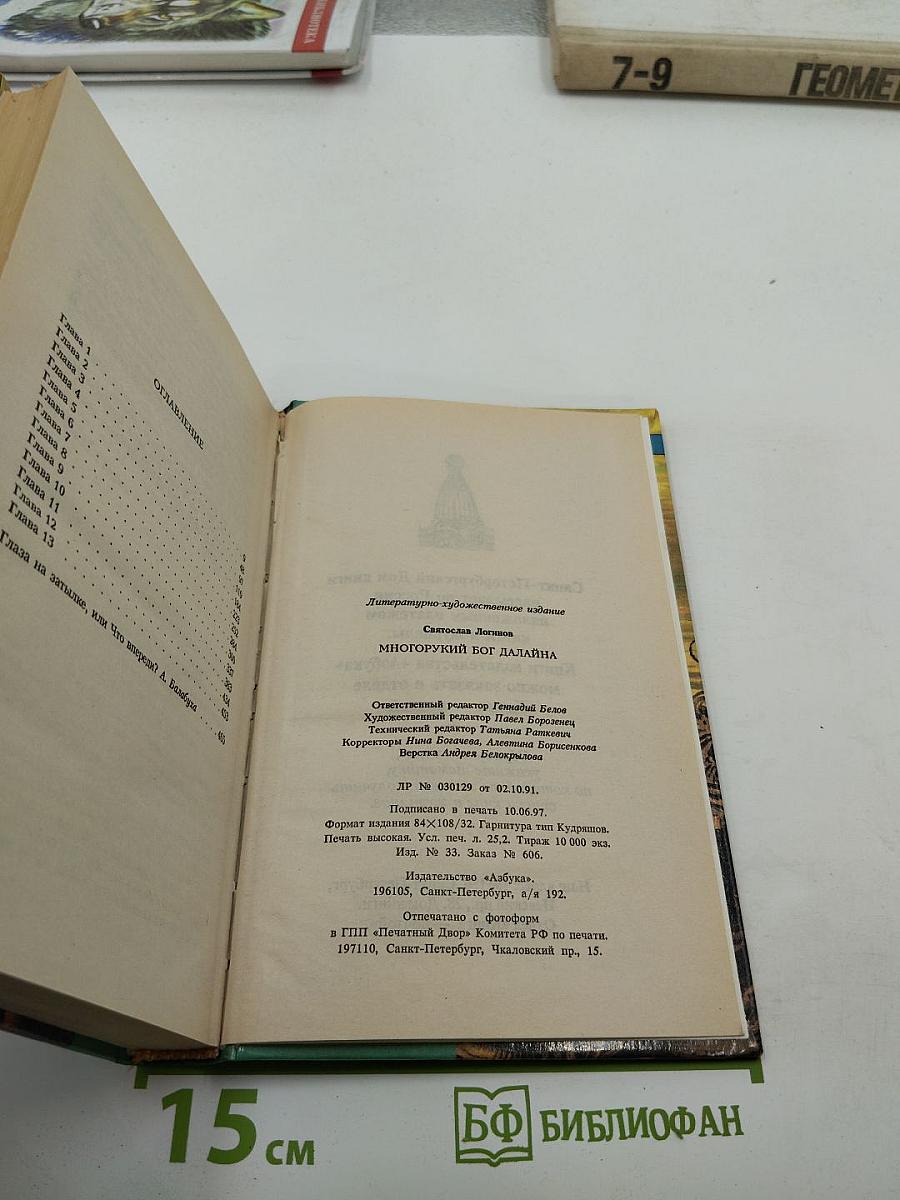 БИБЛИОТЕКА
7-9
ГЕОМЕТ
ОГЛАВЛЕНИЕ
Глава 1
Глава 2
Глава 3
Глава 4
Глава 5
Глава 6
Глава 7
Глава 8
Глава 9
Глава 10
Глава 11
Глава 12
Глава 13
Глаза на затылке, или Что впереди? А. Балабуха
Литературно-художественное издание
Святослав Логинов
МНОГОРУКИЙ БОГ ДАЛАЙНА
Ответственный редактор Геннадий Белов
Художественный редактор Павел Борозенец
Технический редактор Татьяна Раткевич
Корректоры Нина Богачева, Алевтина Борисенкова
Верстка Андрея Белокрылова
ЛР № 030129 от 02.10.91.
Подписано в печать 10.06.97.
Формат издания 84×108/32. Гарнитура тип Кудряшов.
Печать высокая. Усл. печ. л. 25,2. Тираж 10 000 экз.
Изд. № 33. Заказ № 606.
Издательство «Азбука».
196105, Санкт-Петербург, а/я 192.
Отпечатано с фотоформ
в ГПП «Печатный Двор» Комитета РФ по печати.
197110, Санкт-Петербург, Чкаловский пр., 15.
15 см
БФ БИБЛИОФАН